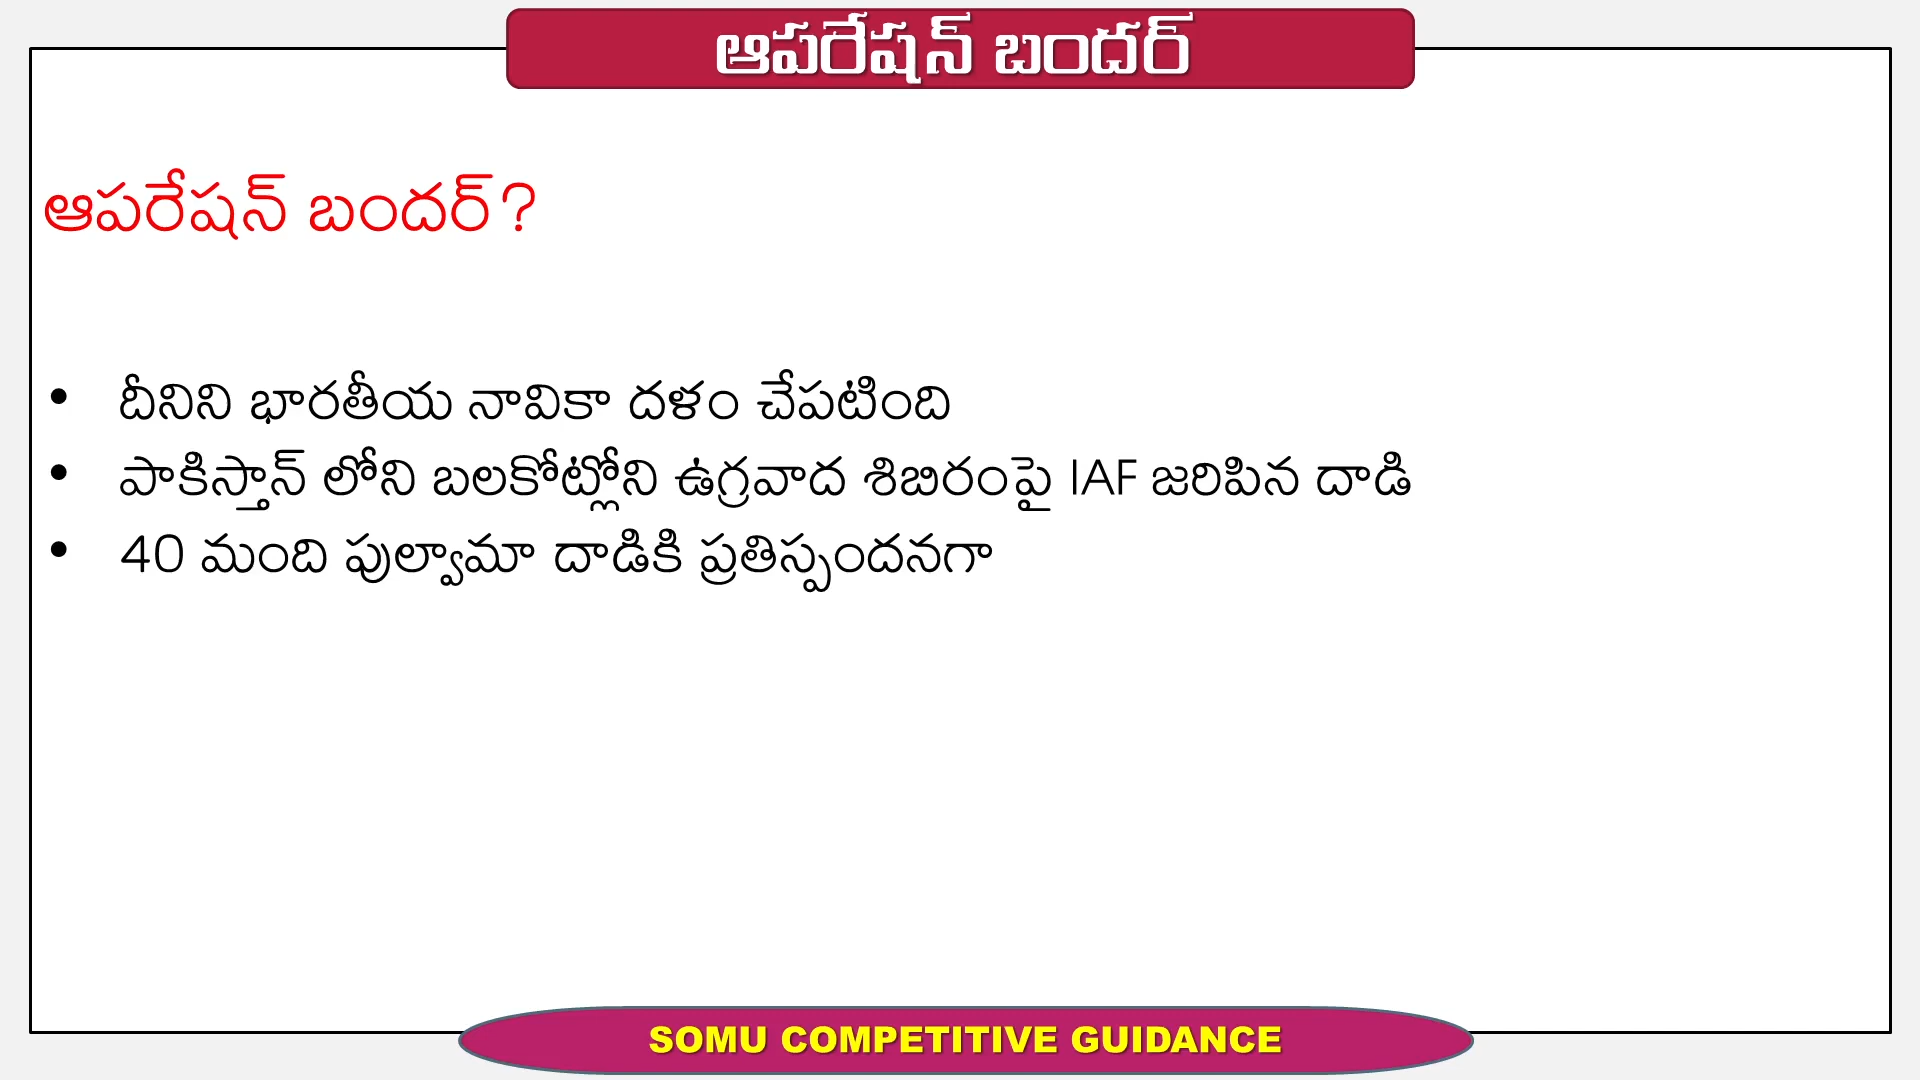 ఆపరేషన్ బందర్
ఆపరేషన్ బందర్?
• దీనిని భారతీయ నావికా దళం చేపటింది
• పాకిస్తాన్ లోని బలకోట్లోని ఉగ్రవాద శిబిరంపై IAF జరిపిన దాడి
• 40 మంది పుల్వామా దాడికి ప్రతిస్పందనగా
SOMU COMPETITIVE GUIDANCE